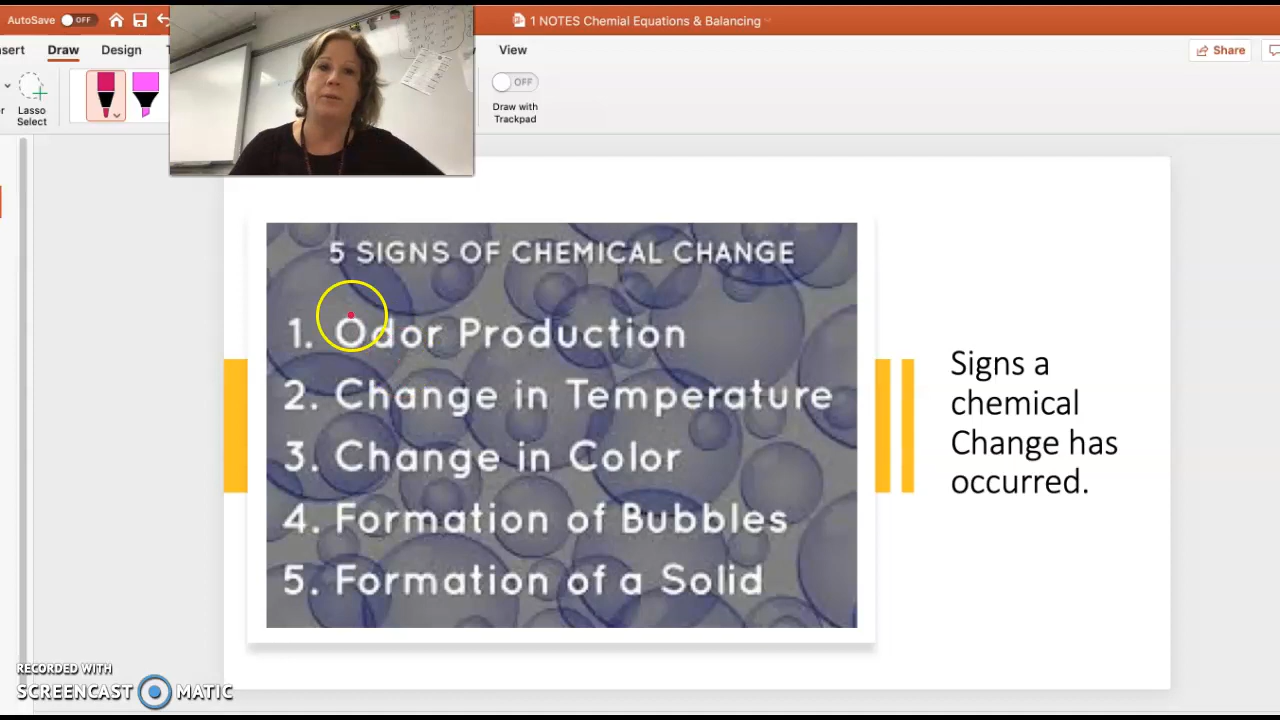 AutoSave OFF
1 NOTES Chemial Equations & Balancing
Draw
Design
View
Share
Lasso
Select
OFF
Draw with
Trackpad
5 SIGNS OF CHEMICAL CHANGE
1. Odor Production
2. Change in Temperature
3. Change in Color
4. Formation of Bubbles
5. Formation of a Solid
Signs a
chemical
Change has
occurred.
RECORDED WITH
SCREENCAST MATIC